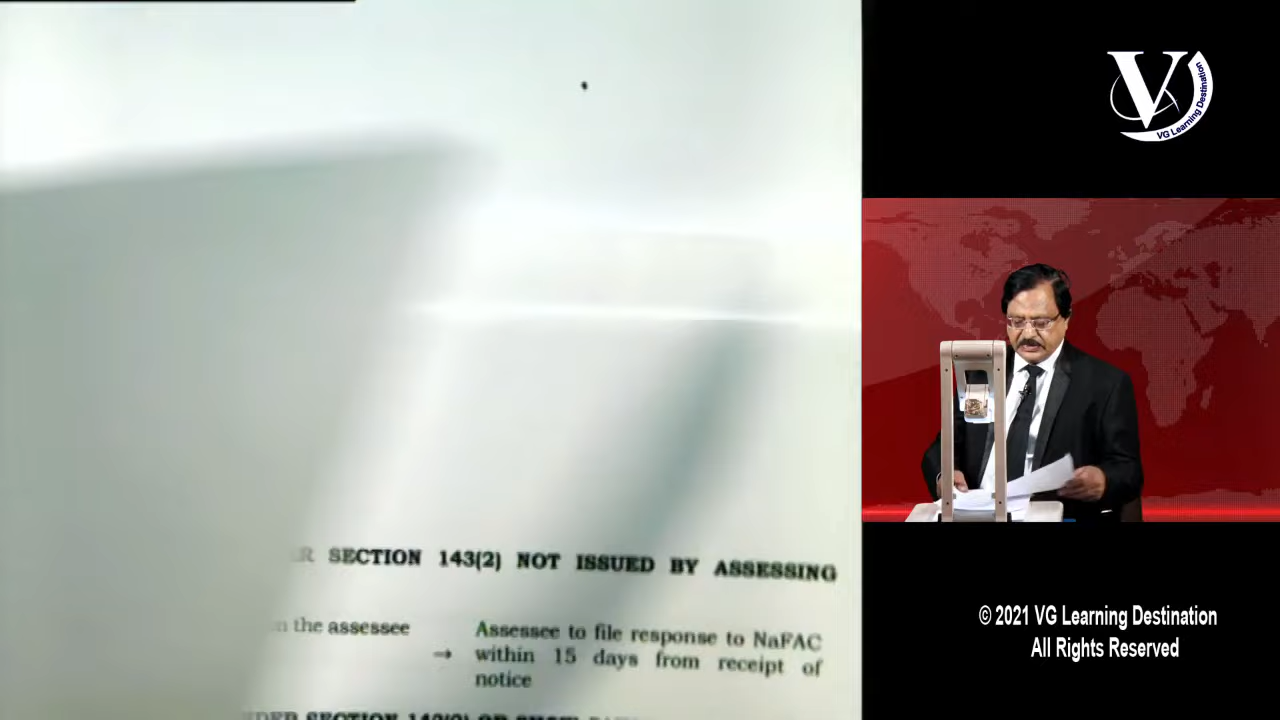 SECTION 143(2) NOT ISSUED BY ASSESSING
the assessee
→
Assessee to file response to NaFAC
within 15 days from receipt of
notice
V
VG Learning Destination
© 2021 VG Learning Destination
All Rights Reserved